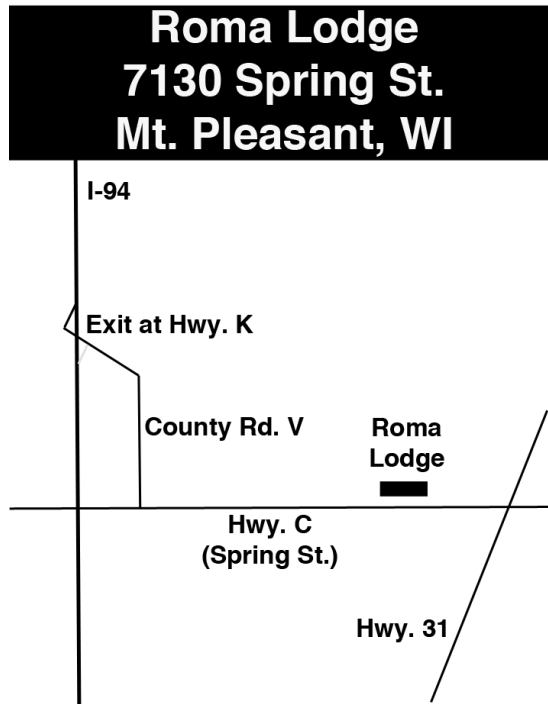 Roma Lodge
7130 Spring St.
Mt. Pleasant, WI
I-94
Exit at Hwy. K
County Rd. V
Roma
Lodge
Hwy. C
(Spring St.)
Hwy. 31